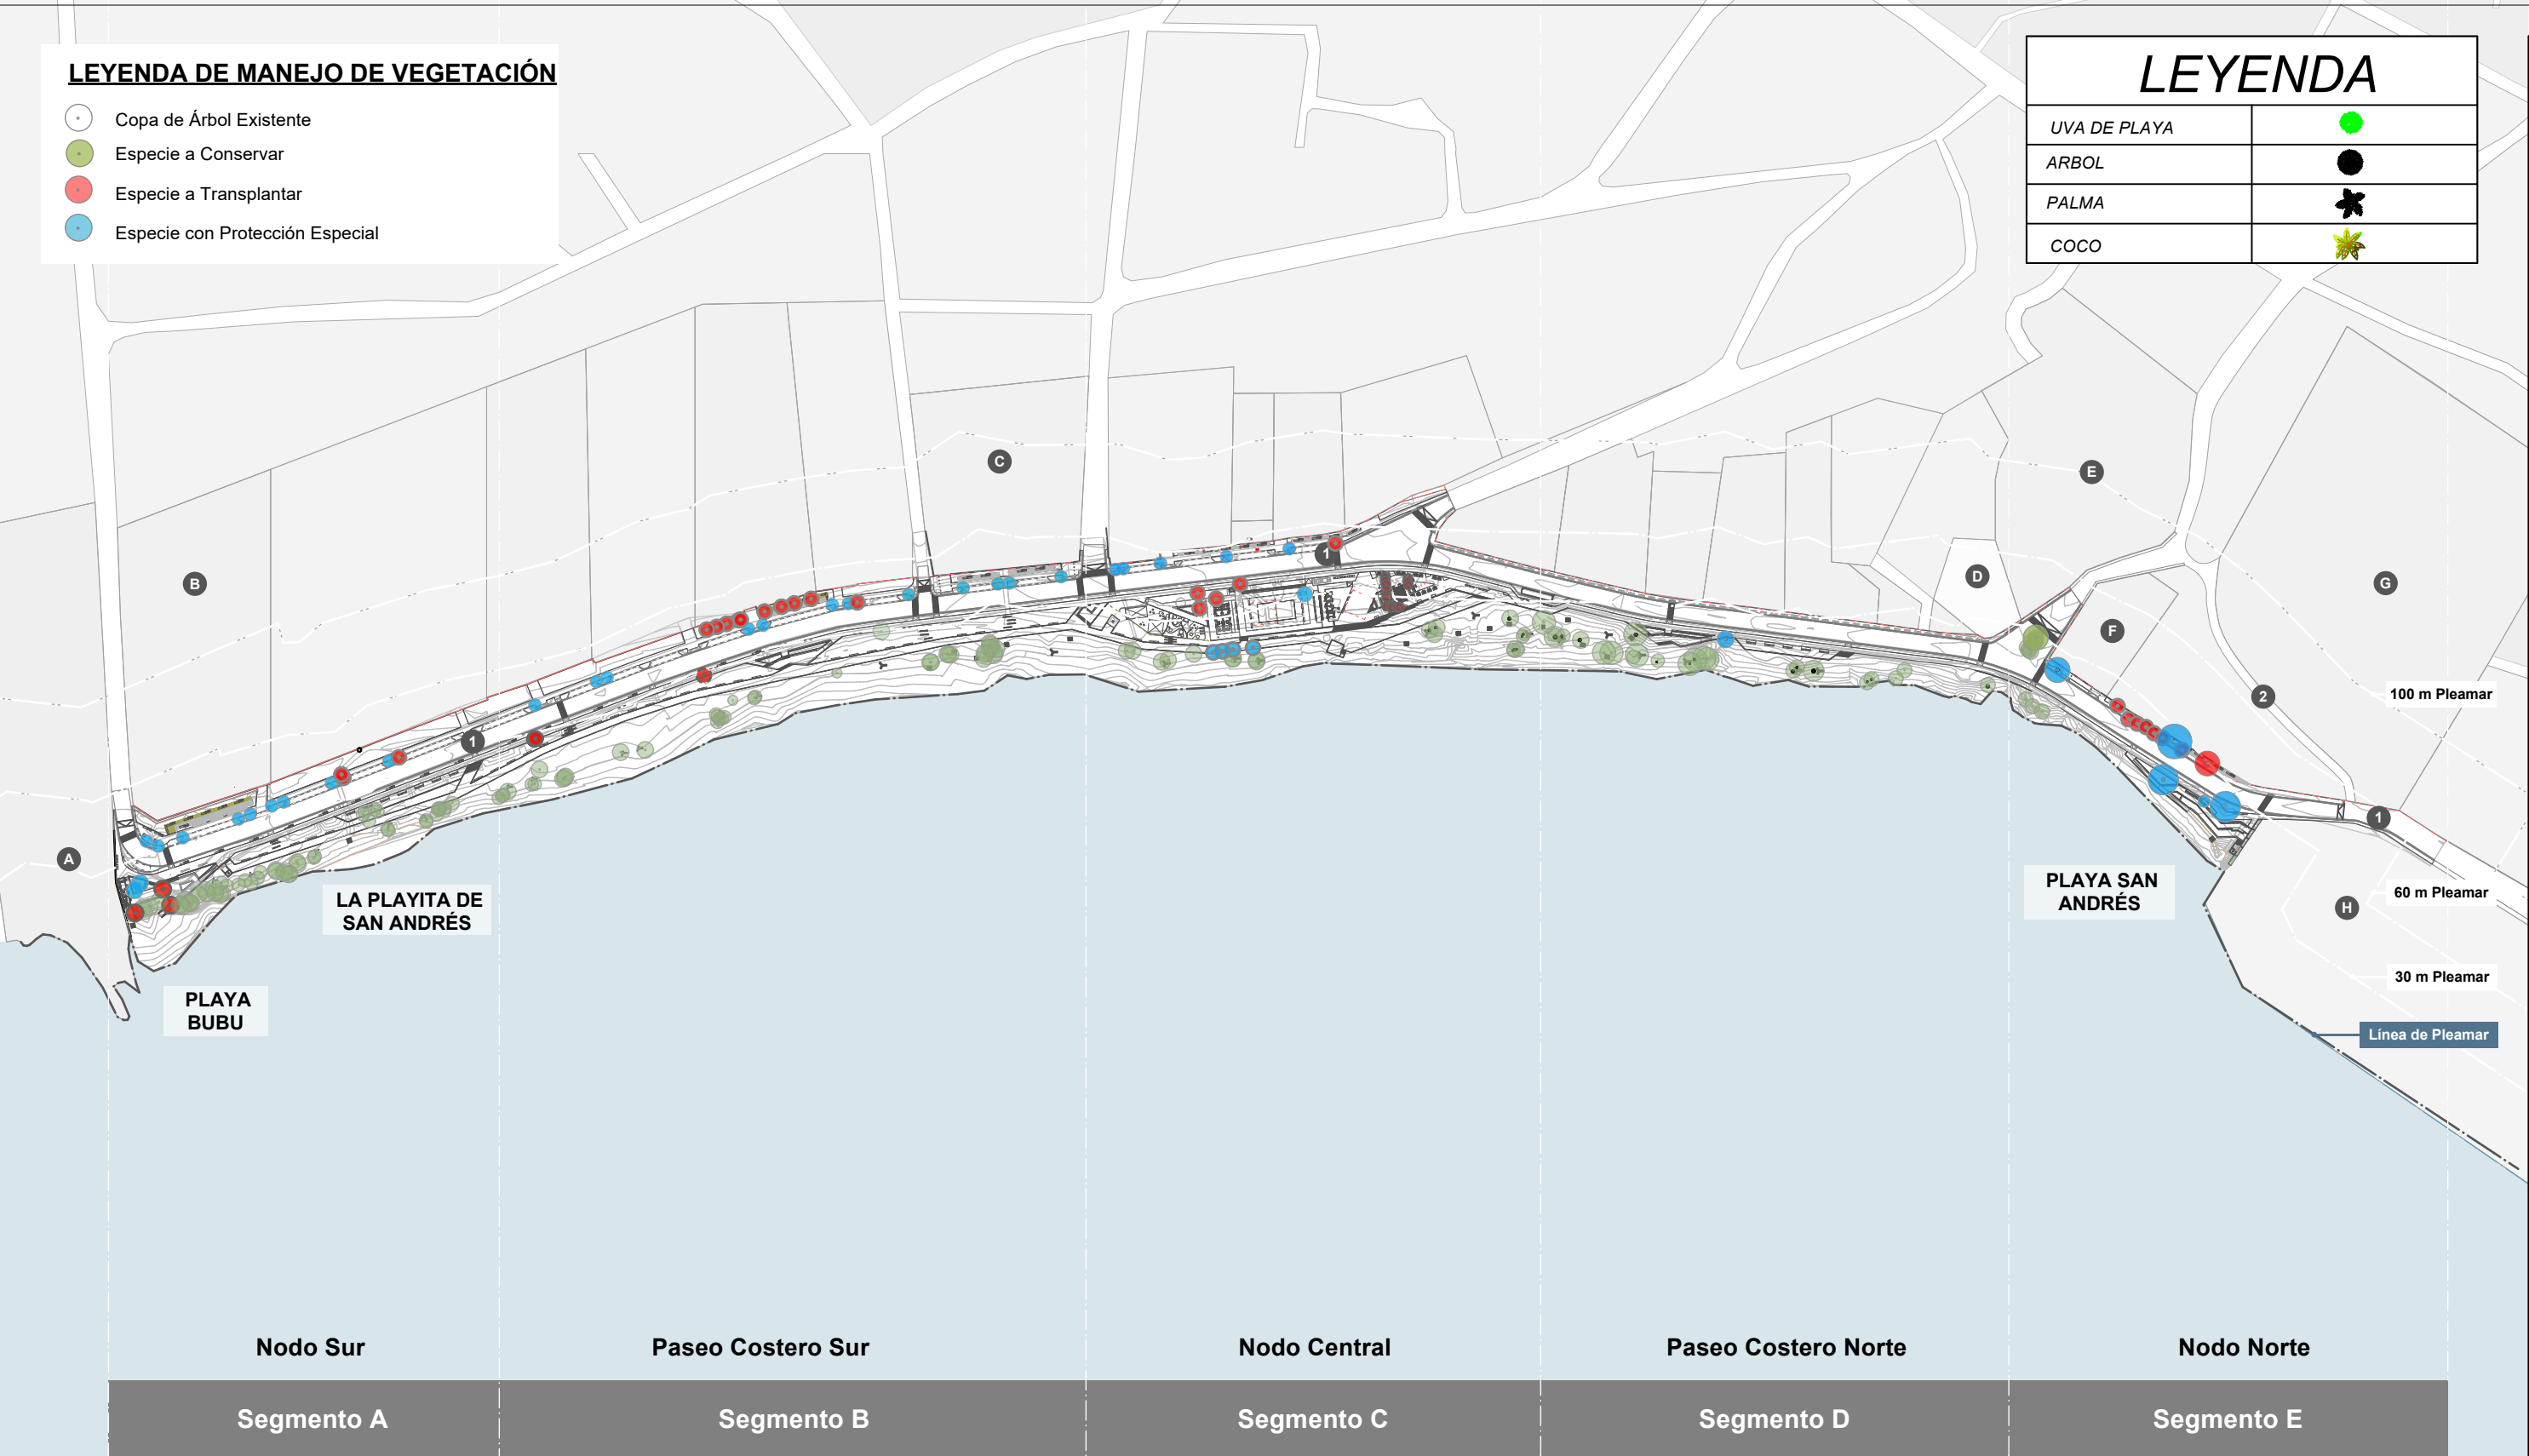 LEYENDA DE MANEJO DE VEGETACIÓN
Copa de Árbol Existente
Especie a Conservar
Especie a Transplantar
Especie con Protección Especial
LEYENDA
UVA DE PLAYA
ARBOL
PALMA
COCO
C
E
B
D
G
F
1
100 m Pleamar
2
1
1
A
60 m Pleamar
H
LA PLAYITA DE
SAN ANDRÉS
PLAYA SAN
ANDRÉS
30 m Pleamar
PLAYA
BUBU
Línea de Pleamar
Nodo Sur
Paseo Costero Sur
Nodo Central
Paseo Costero Norte
Nodo Norte
Segmento A
Segmento B
Segmento C
Segmento D
Segmento E